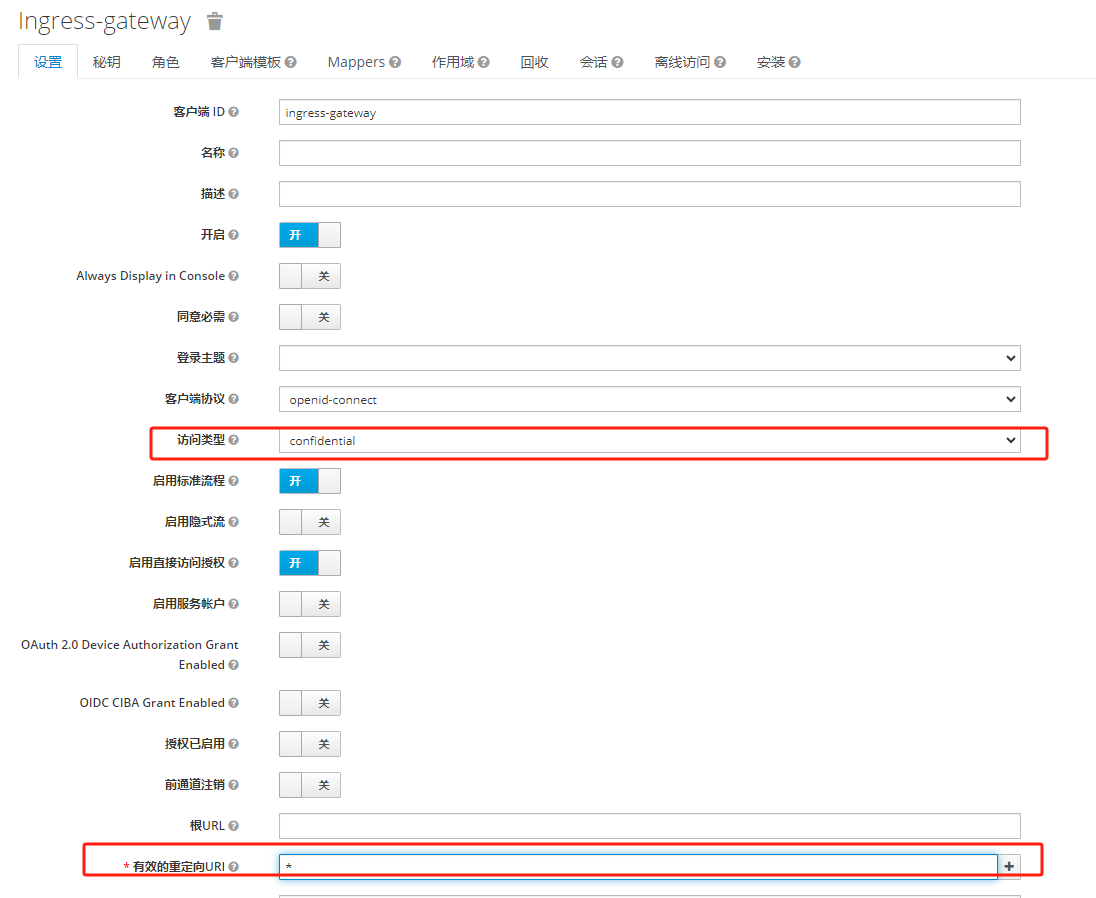 Ingress-gateway
设置 秘钥 角色 客户端模板 Mappers 作用域 回收 会话 离线访问 安装
客户端 ID ingress-gateway
名称
描述
开启 开
Always Display in Console 关
同意必需 关
登录主题
客户端协议 openid-connect
访问类型 confidential
启用标准流程 开
启用隐式流 关
启用直接访问授权 开
启用服务帐户 关
OAuth 2.0 Device Authorization Grant
Enabled 关
OIDC CIBA Grant Enabled 关
授权已启用 关
前通道注销 关
根URL
* 有效的重定向URI * +